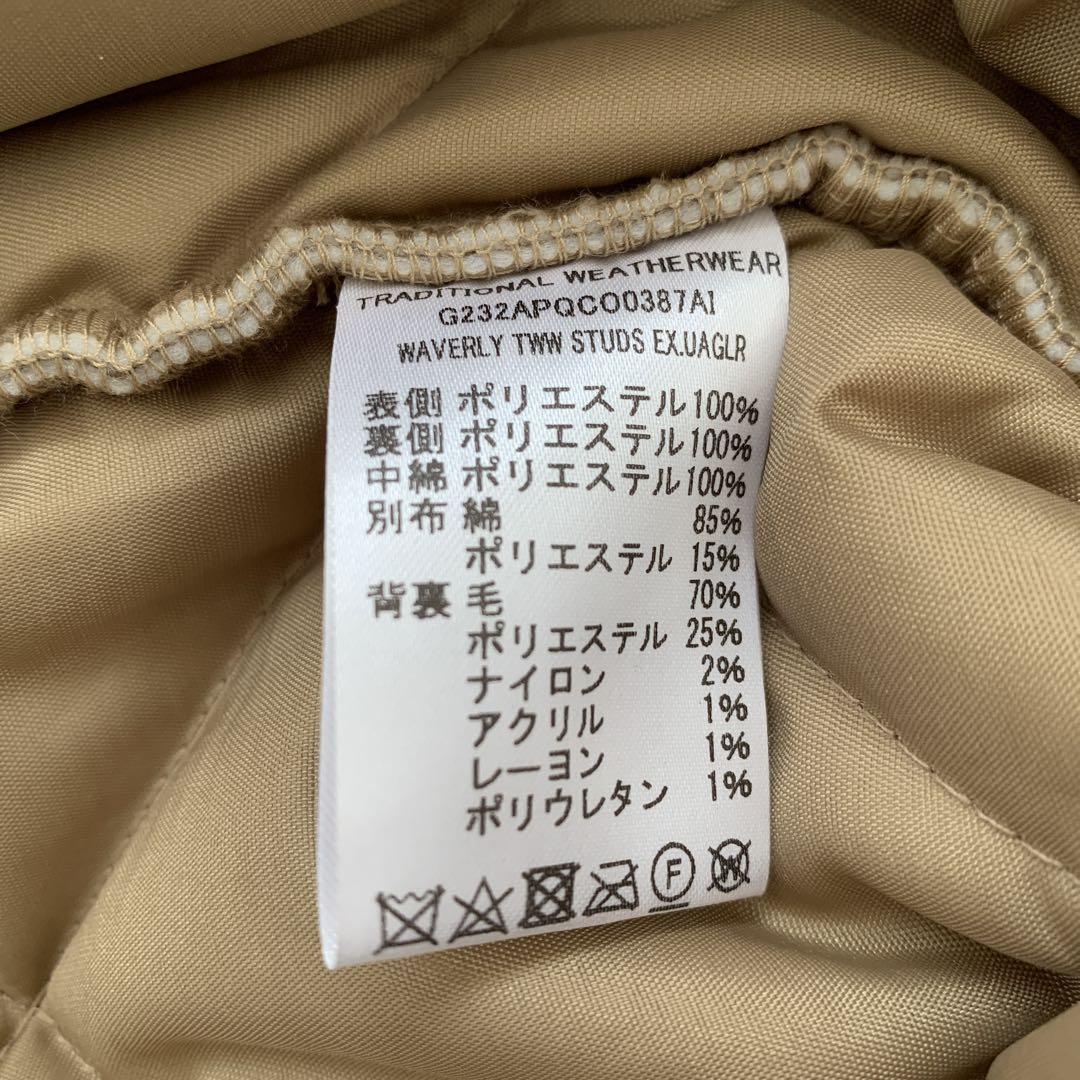 TRADITIONAL WEATHERWEAR
G232APQCO0387AI
WAVERLY TWW STUDS EX.UAGLR
表側 ポリエステル100%
裏側 ポリエステル100%
中綿 ポリエステル100%
別布 綿 85%
ポリエステル 15%
背裏 毛 70%
ポリエステル 25%
ナイロン 2%
アクリル 1%
レーヨン 1%
ポリウレタン 1%
F W